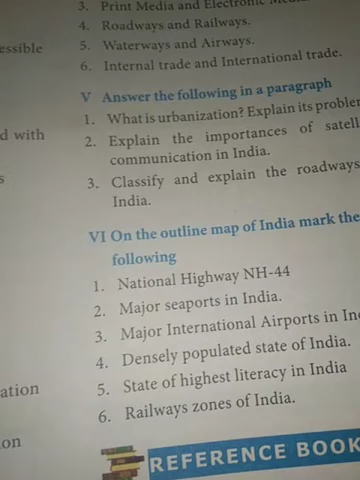 3. Print Media and Electronic
4. Roadways and Railways.
5. Waterways and Airways.
6. Internal trade and International trade.
V Answer the following in a paragraph
1. What is urbanization? Explain its
2. Explain the importances of
communication in India.
3. Classify and explain the roadways
India.
VI On the outline map of India mark the
following
1. National Highway NH-44
2. Major seaports in India.
3. Major International Airports in
4. Densely populated state of India.
5. State of highest literacy in India
6. Railways zones of India.
with
REFERENCE BOOK